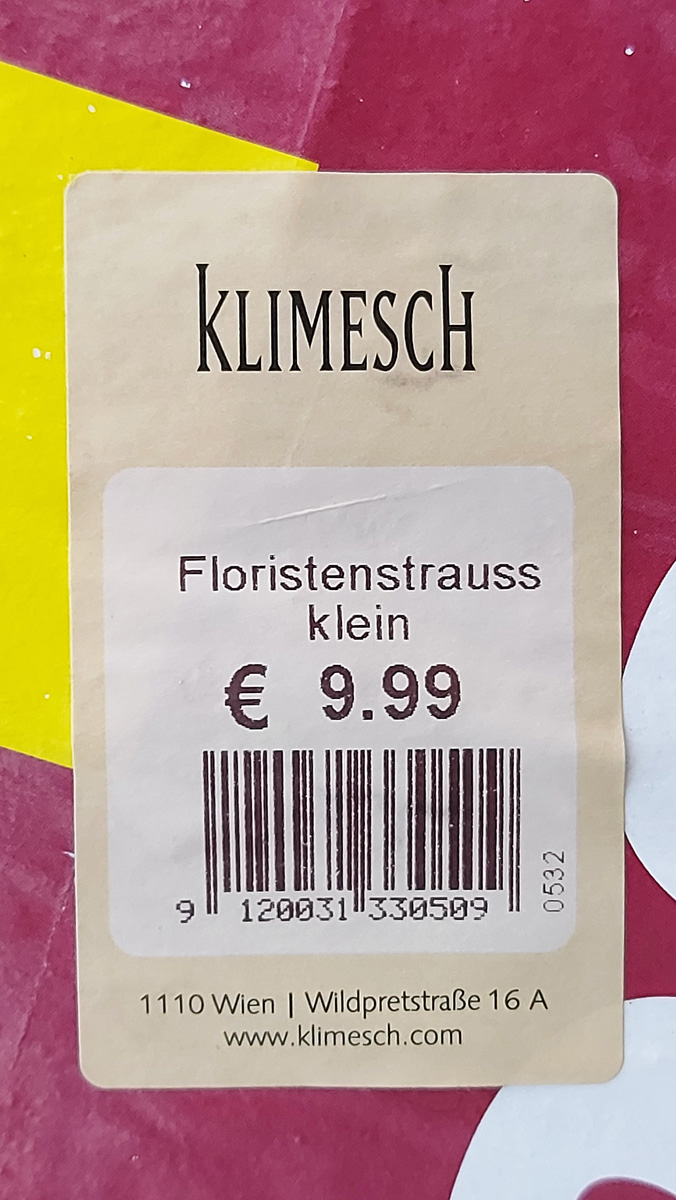 KLIMESCH
Floristenstrauss
klein
€ 9.99
9 120031 330509
0532
1110 Wien | Wildpretstraße 16 A
www.klimesch.com